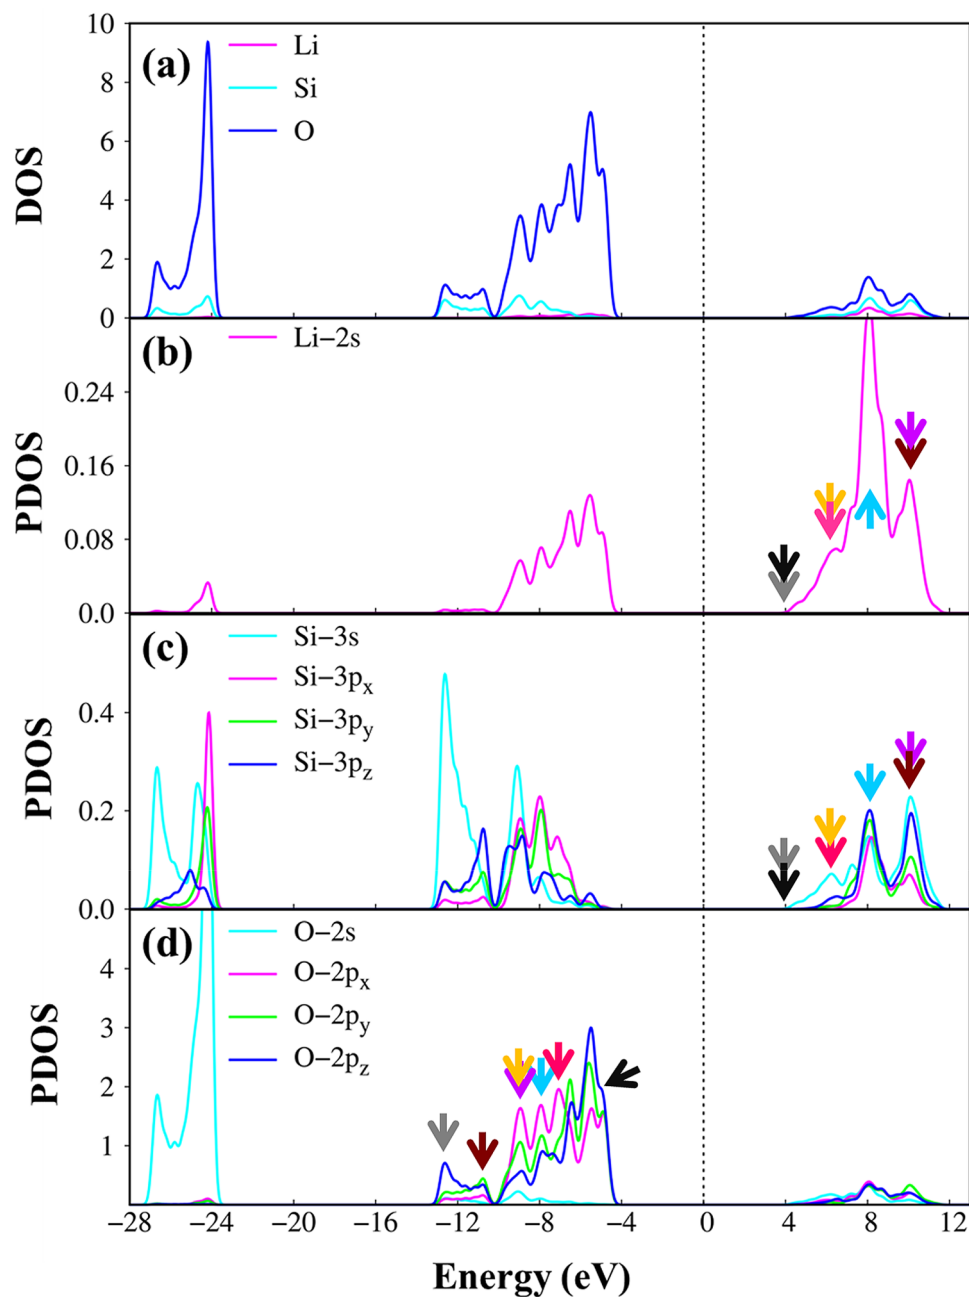 (a)
Li
Si
O
10
8
6
4
2
0
DOS
(b)
Li−2s
0.24
0.16
0.08
0.0
PDOS
(c)
Si−3s
Si−3px
Si−3py
Si−3pz
0.4
0.2
0.0
PDOS
(d)
O−2s
O−2px
O−2py
O−2pz
4
3
2
1
PDOS
−28 −24 −20 −16 −12 −8 −4 0 4 8 12
Energy (eV)